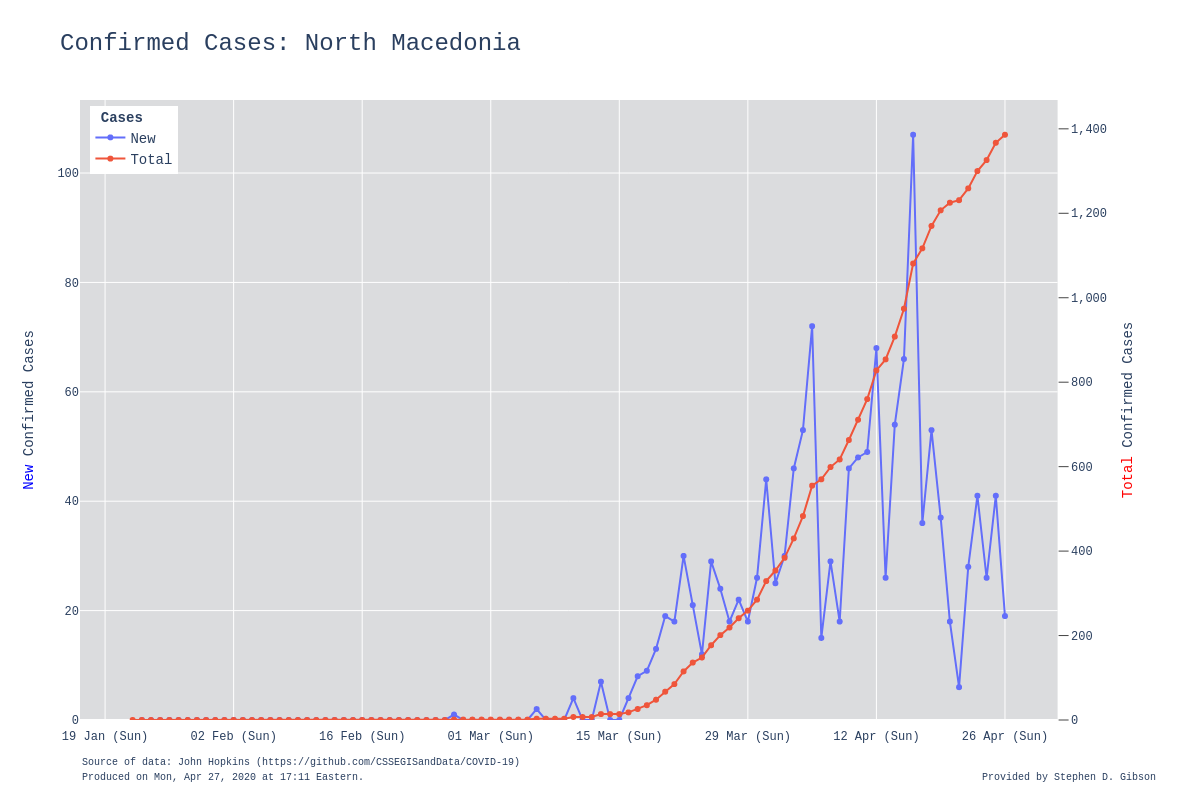 Confirmed Cases: North Macedonia
Cases
New
Total
100
80
60
40
20
0
1,400
1,200
1,000
800
600
400
200
0
New Confirmed Cases
Total Confirmed Cases
19 Jan (Sun)
02 Feb (Sun)
16 Feb (Sun)
01 Mar (Sun)
15 Mar (Sun)
29 Mar (Sun)
12 Apr (Sun)
26 Apr (Sun)
Source of data: John Hopkins (https://github.com/CSSEGISandData/COVID-19)
Produced on Mon, Apr 27, 2020 at 17:11 Eastern.
Provided by Stephen D. Gibson